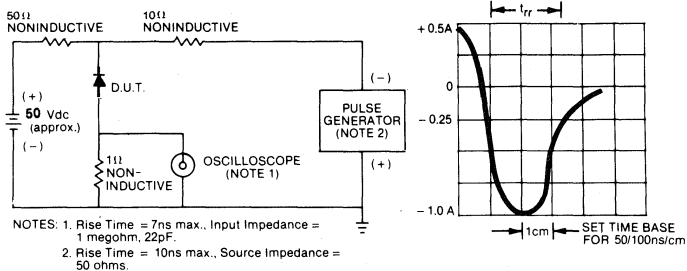 50Ω
NONINDUCTIVE
10Ω
NONINDUCTIVE
D.U.T.
(+)
50 Vdc
(approx.)
(−)
1Ω
NON-
INDUCTIVE
OSCILLOSCOPE
(NOTE 1)
(−)
PULSE
GENERATOR
(NOTE 2)
(+)
NOTES: 1. Rise Time = 7ns max., Input Impedance =
1 megohm, 22pF.
2. Rise Time = 10ns max., Source Impedance =
50 ohms.
trr
+0.5A
0
−0.25
−1.0 A
1cm
SET TIME BASE
FOR 50/100ns/cm